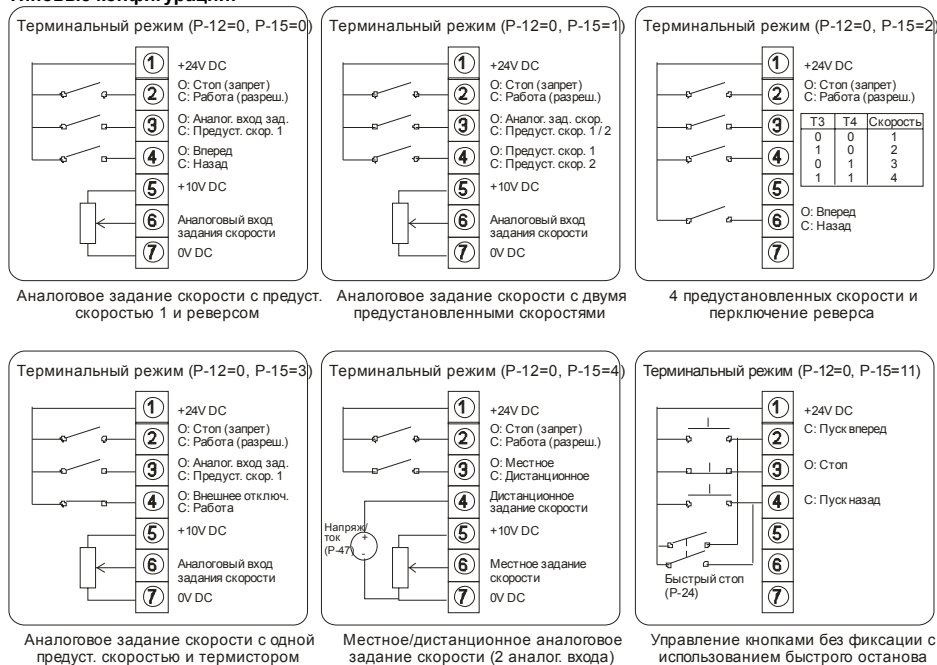 Терминальный режим (P-12=0, P-15=0)
1 +24V DC
2 О: Стоп (запрет)
С: Работа (разреш.)
3 О: Аналог. вход зад.
С: Предуст. скор. 1
4 О: Вперед
С: Назад
5 +10V DC
6 Аналоговый вход
задания скорости
7 0V DC
Аналоговое задание скорости с предуст.
скоростью 1 и реверсом
Терминальный режим (P-12=0, P-15=1)
1 +24V DC
2 О: Стоп (запрет)
С: Работа (разреш.)
3 О: Аналог. зад. скор.
С: Предуст. скор. 1 / 2
4 О: Предуст. скор. 1
С: Предуст. скор. 2
5 +10V DC
6 Аналоговый вход
задания скорости
7 0V DC
Аналоговое задание скорости с двумя
предустановленными скоростями
Терминальный режим (P-12=0, P-15=2)
1 +24V DC
2 О: Стоп (запрет)
С: Работа (разреш.)
3
4
5
T3 T4 Скорость
0 0 1
1 0 2
0 1 3
1 1 4
6 О: Вперед
С: Назад
7
4 предустановленных скорости и
перключение реверса
Терминальный режим (P-12=0, P-15=3)
1 +24V DC
2 О: Стоп (запрет)
С: Работа (разреш.)
3 О: Аналог. вход зад.
С: Предуст. скор. 1
4 О: Внешнее отключ.
С: Работа
5 +10V DC
6 Аналоговый вход
задания скорости
7 0V DC
Аналоговое задание скорости с одной
предуст. скоростью и термистором
Терминальный режим (P-12=0, P-15=4)
1 +24V DC
2 О: Стоп (запрет)
С: Работа (разреш.)
3 О: Местное
С: Дистанционное
4 Дистанционное
задание скорости
Напряж/
ток
(P-47)
+
-
5 +10V DC
6 Местное задание
скорости
7 0V DC
Местное/дистанционное аналоговое
задание скорости (2 аналог. входа)
Терминальный режим (P-12=0, P-15=11)
1 +24V DC
2 С: Пуск вперед
3 О: Стоп
4 С: Пуск назад
5
6
7
Быстрый стоп
(P-24)
Управление кнопками без фиксации с
использованием быстрого останова